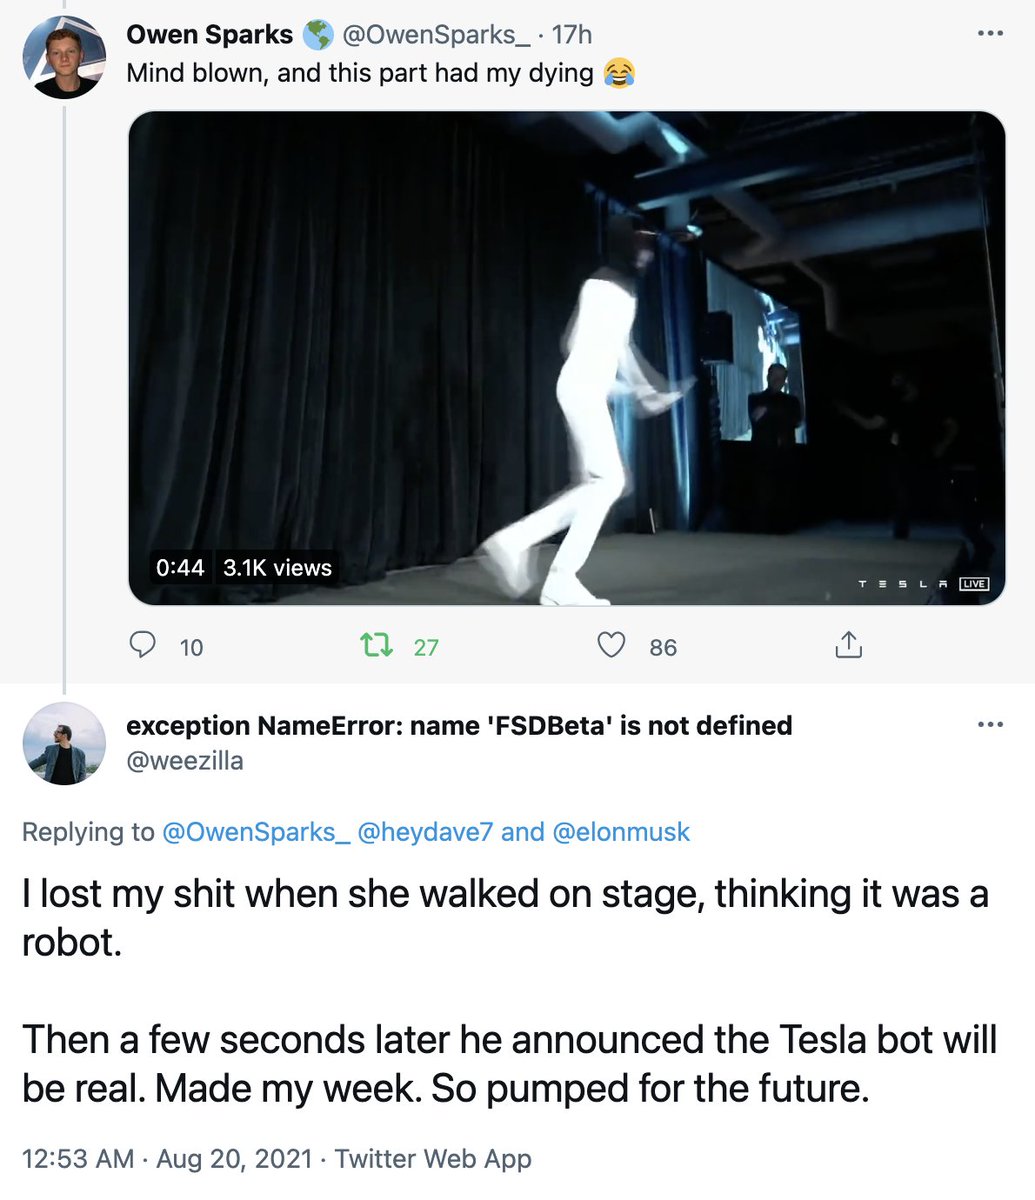 Owen Sparks 🌎 @OwenSparks_ · 17h
Mind blown, and this part had my dying 😂
0:44 3.1K views
TESLA LIVE
10 27 86
exception NameError: name 'FSDBeta' is not defined
@weezilla
Replying to @OwenSparks_ @heydave7 and @elonmusk
I lost my shit when she walked on stage, thinking it was a
robot.
Then a few seconds later he announced the Tesla bot will
be real. Made my week. So pumped for the future.
12:53 AM · Aug 20, 2021 · Twitter Web App